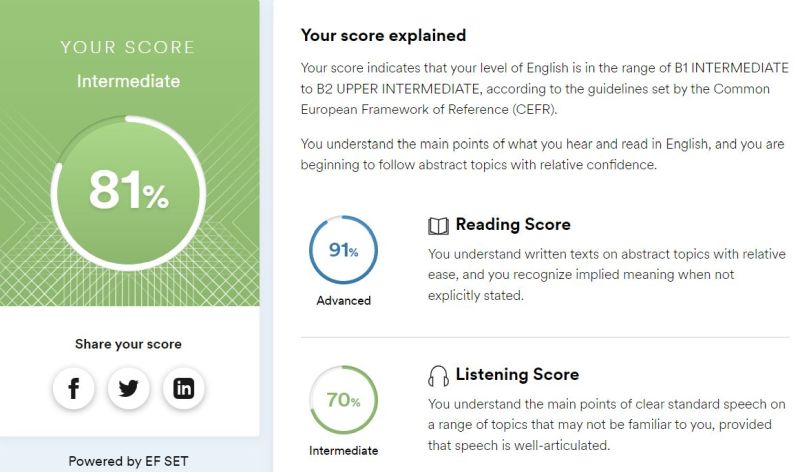 YOUR SCORE
Intermediate
81%
Share your score
Powered by EF SET
Your score explained
Your score indicates that your level of English is in the range of B1 INTERMEDIATE
to B2 UPPER INTERMEDIATE, according to the guidelines set by the Common
European Framework of Reference (CEFR).
You understand the main points of what you hear and read in English, and you are
beginning to follow abstract topics with relative confidence.
91%
Advanced
Reading Score
You understand written texts on abstract topics with relative
ease, and you recognize implied meaning when not
explicitly stated.
70%
Intermediate
Listening Score
You understand the main points of clear standard speech on
a range of topics that may not be familiar to you, provided
that speech is well-articulated.